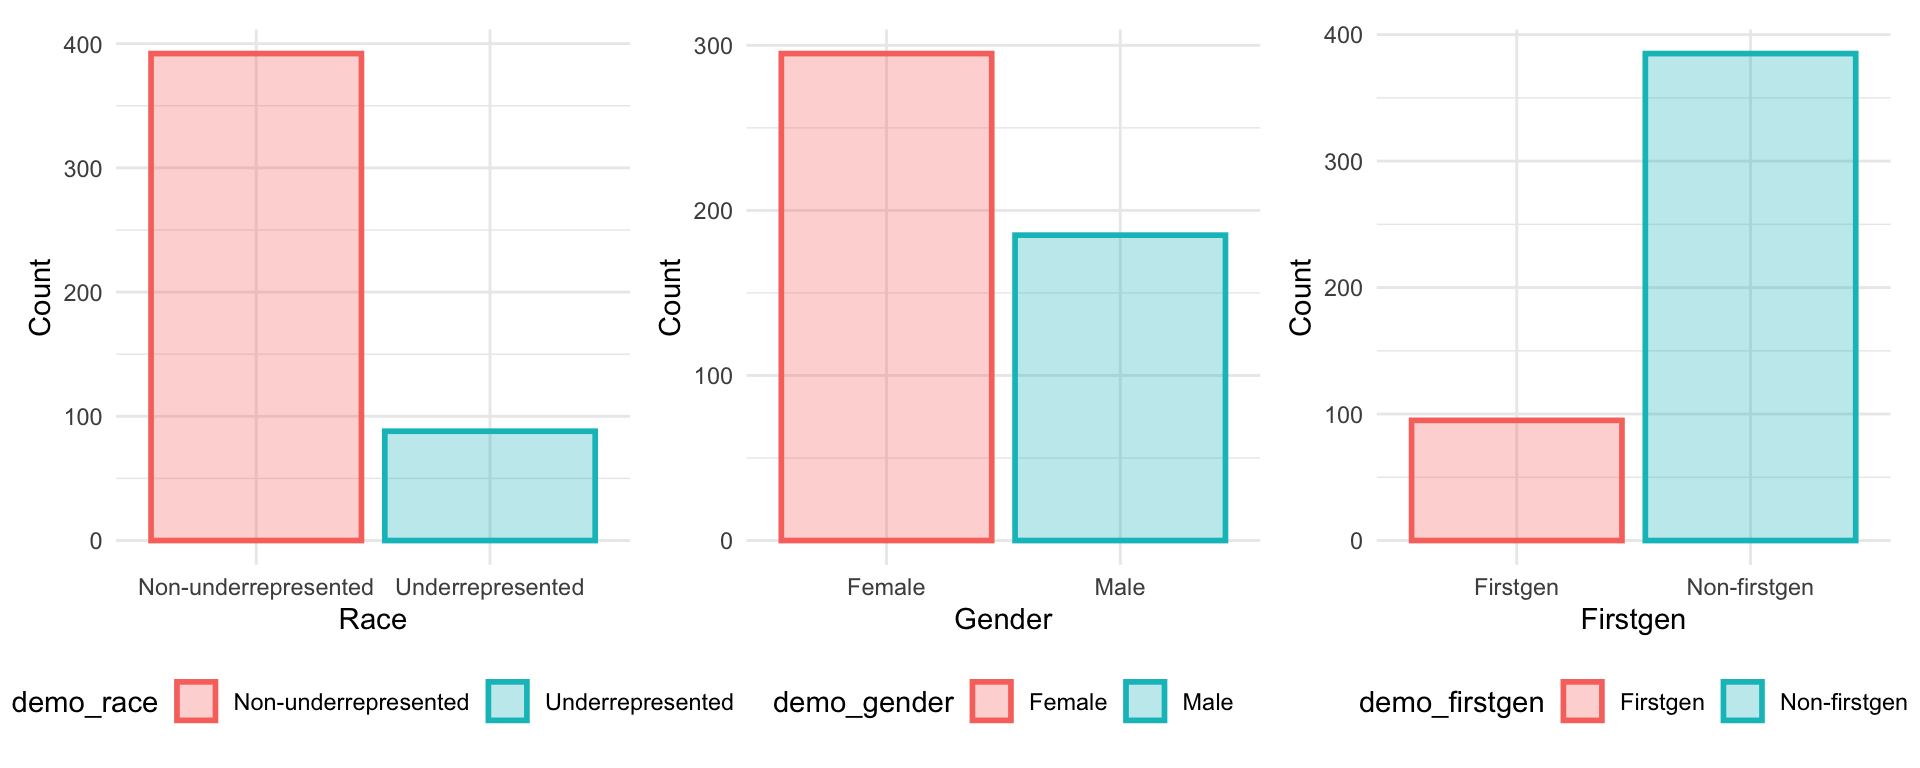 400
300
200
100
0
Count
Non-underrepresented Underrepresented
Race
demo_race Non-underrepresented Underrepresented
300
200
100
0
Count
Female Male
Gender
demo_gender Female Male
400
300
200
100
0
Count
Firstgen Non-firstgen
Firstgen
demo_firstgen Firstgen Non-firstgen